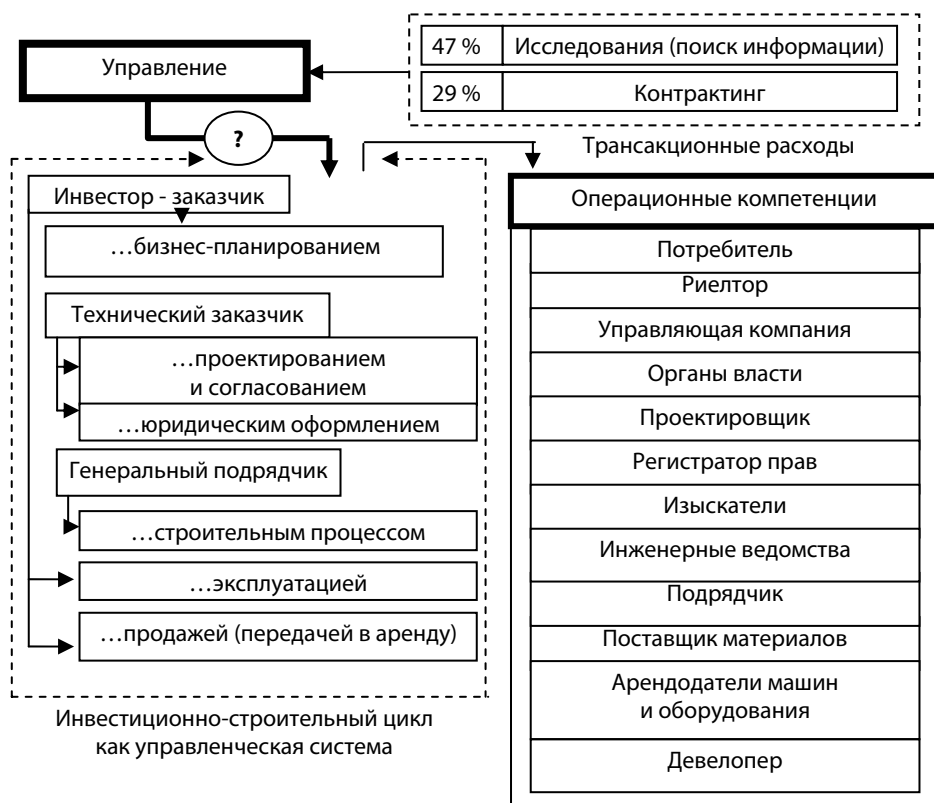 Управление
47 % Исследования (поиск информации)
29 % Контрактинг
Трансакционные расходы
?
Инвестор - заказчик
…бизнес-планированием
Технический заказчик
…проектированием
и согласованием
…юридическим оформлением
Генеральный подрядчик
…строительным процессом
…эксплуатацией
…продажей (передачей в аренду)
Инвестиционно-строительный цикл
как управленческая система
Операционные компетенции
Потребитель
Риелтор
Управляющая компания
Органы власти
Проектировщик
Регистратор прав
Изыскатели
Инженерные ведомства
Подрядчик
Поставщик материалов
Арендодатели машин
и оборудования
Девелопер